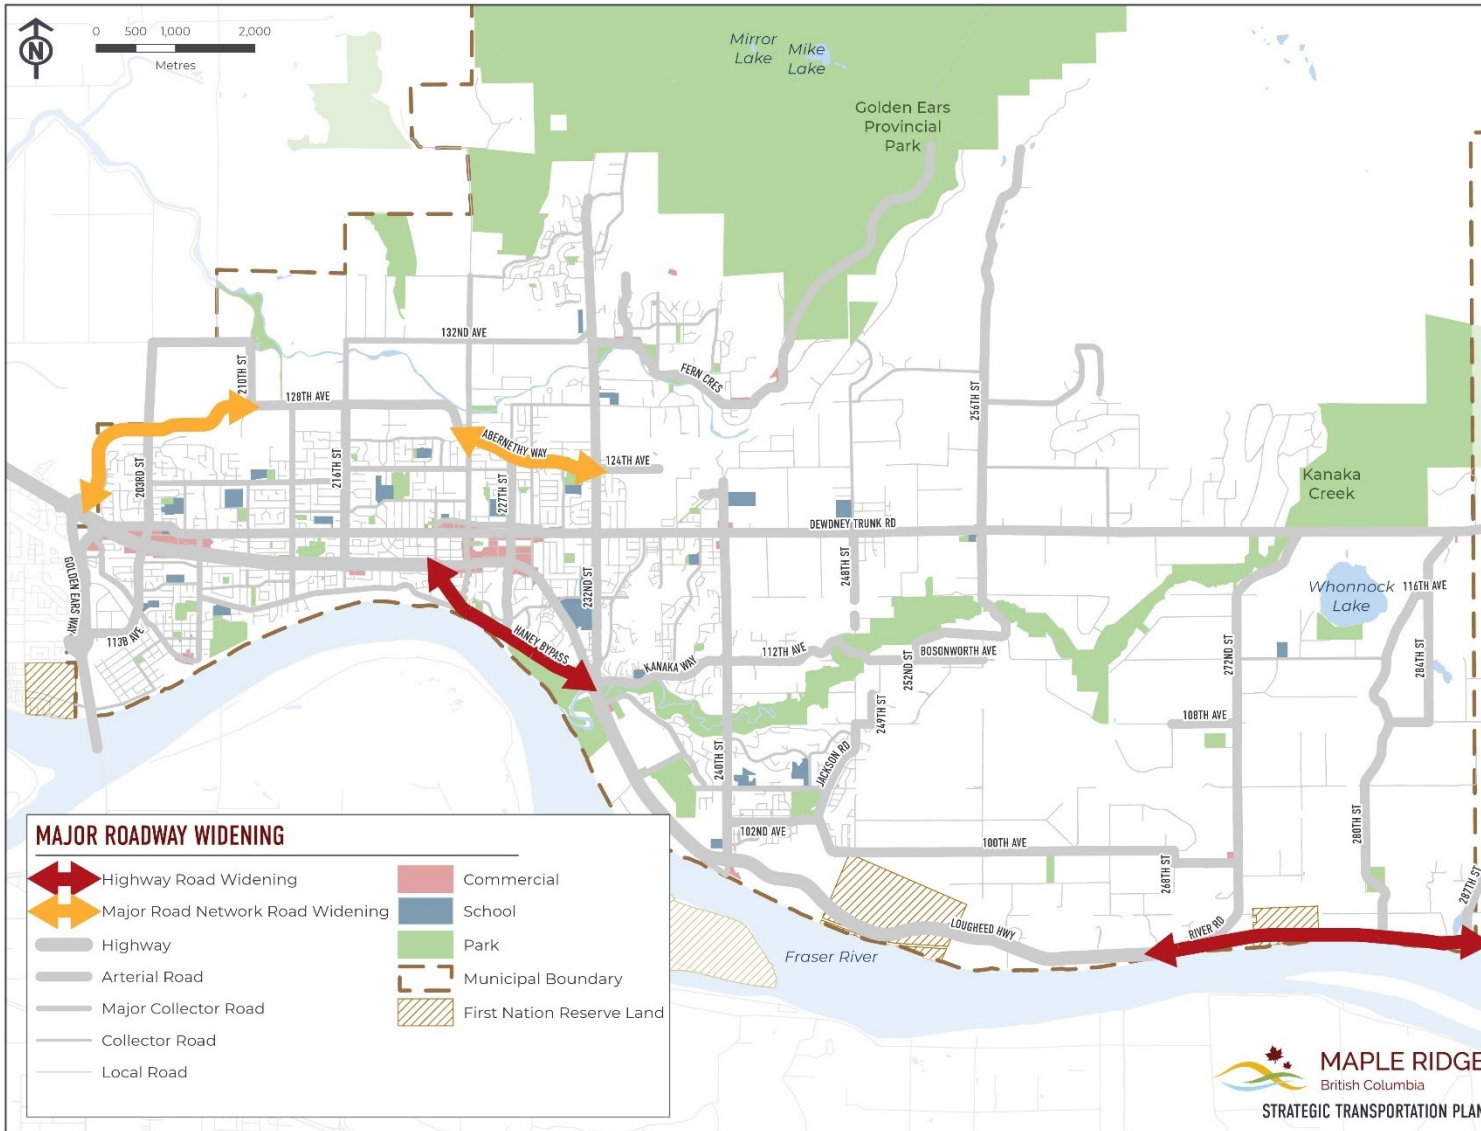 N
0 500 1,000 2,000
Metres
Mirror
Lake
Mike
Lake
Golden Ears
Provincial
Park
132ND AVE
210TH ST
128TH AVE
FERN CRES
256TH ST
ABERNETHY WAY
124TH AVE
203RD ST
216TH ST
227TH ST
Kanaka
Creek
DEWDNEY TRUNK RD
GOLDEN EARS WAY
248TH ST
232ND ST
Whonnock
Lake
116TH AVE
113B AVE
HANEY BYPASS
KANAKA WAY
112TH AVE
BOSONWORTH AVE
252ND ST
272ND ST
284TH ST
249TH ST
108TH AVE
240TH ST
JACKSON RD
102ND AVE
100TH AVE
268TH ST
280TH ST
287TH ST
LOUGHEED HWY
RIVER RD
Fraser River
MAJOR ROADWAY WIDENING
Highway Road Widening
Major Road Network Road Widening
Highway
Arterial Road
Major Collector Road
Collector Road
Local Road
Commercial
School
Park
Municipal Boundary
First Nation Reserve Land
MAPLE RIDGE
British Columbia
STRATEGIC TRANSPORTATION PLAN